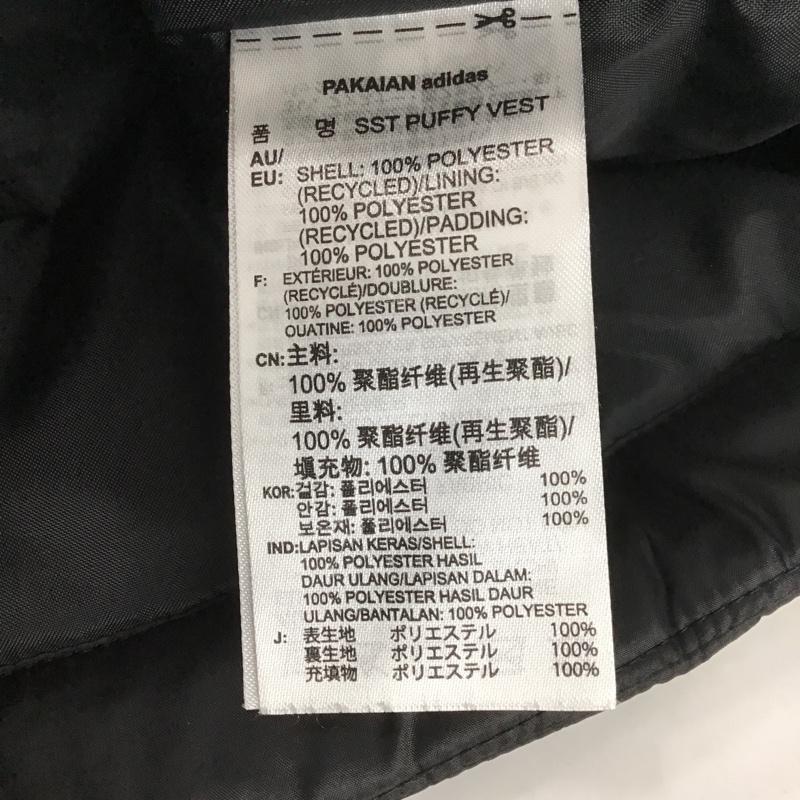 PAKAIAN adidas
품 명 SST PUFFY VEST
AU/
EU: SHELL: 100% POLYESTER
(RECYCLED)/LINING:
100% POLYESTER
(RECYCLED)/PADDING:
100% POLYESTER
F: EXTÉRIEUR: 100% POLYESTER
(RECYCLÉ)/DOUBLURE:
100% POLYESTER (RECYCLÉ)/
OUATINE: 100% POLYESTER
CN: 主料:
100% 聚酯纤维(再生聚酯)/
里料:
100% 聚酯纤维(再生聚酯)/
填充物: 100% 聚酯纤维
KOR: 겉감: 폴리에스터 100%
안감: 폴리에스터 100%
보온재: 폴리에스터 100%
IND: LAPISAN KERAS/SHELL:
100% POLYESTER HASIL
DAUR ULANG/LAPISAN DALAM:
100% POLYESTER HASIL DAUR
ULANG/BANTALAN: 100% POLYESTER
J: 表生地 ポリエステル 100%
裏生地 ポリエステル 100%
充填物 ポリエステル 100%